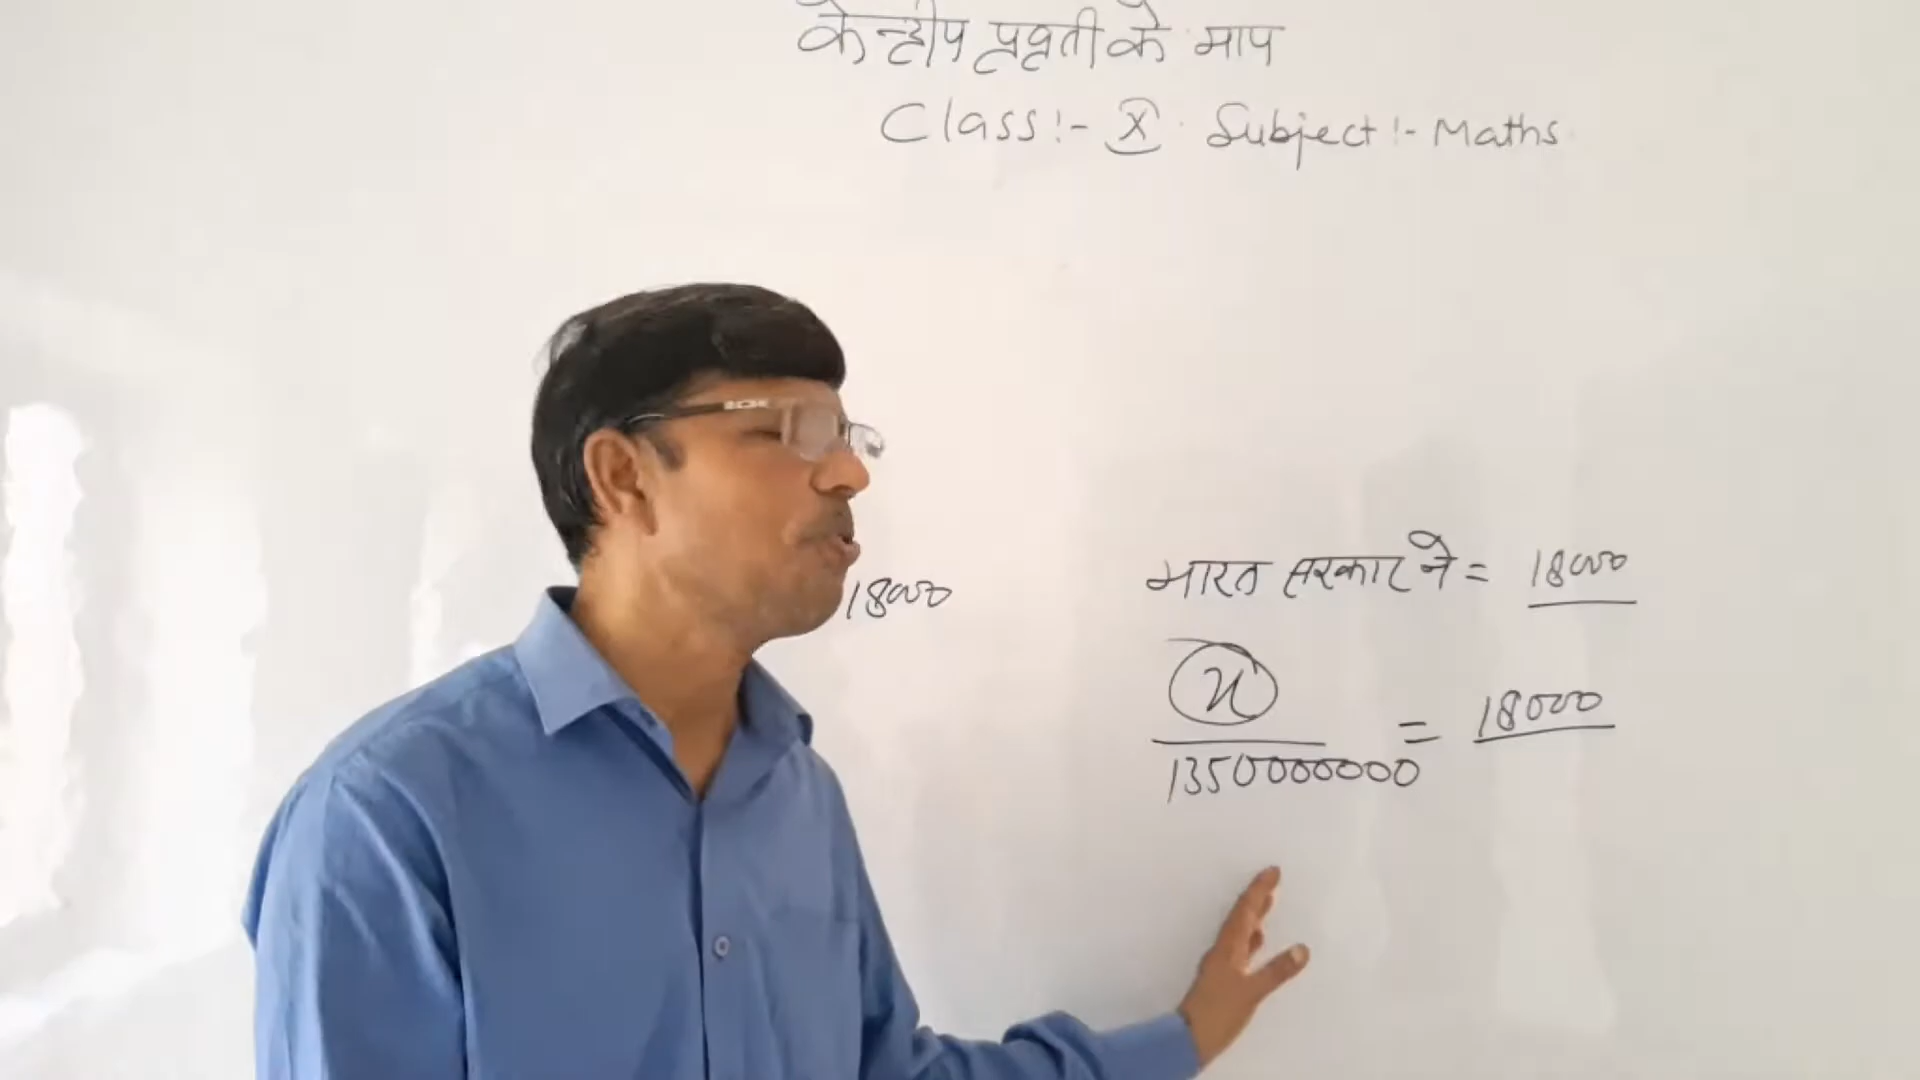 केन्द्रीय प्रवृती के माप
Class:- X Subject:- Maths
18000
भारत सरकार ने = 18000
x
1350000000 = 18000